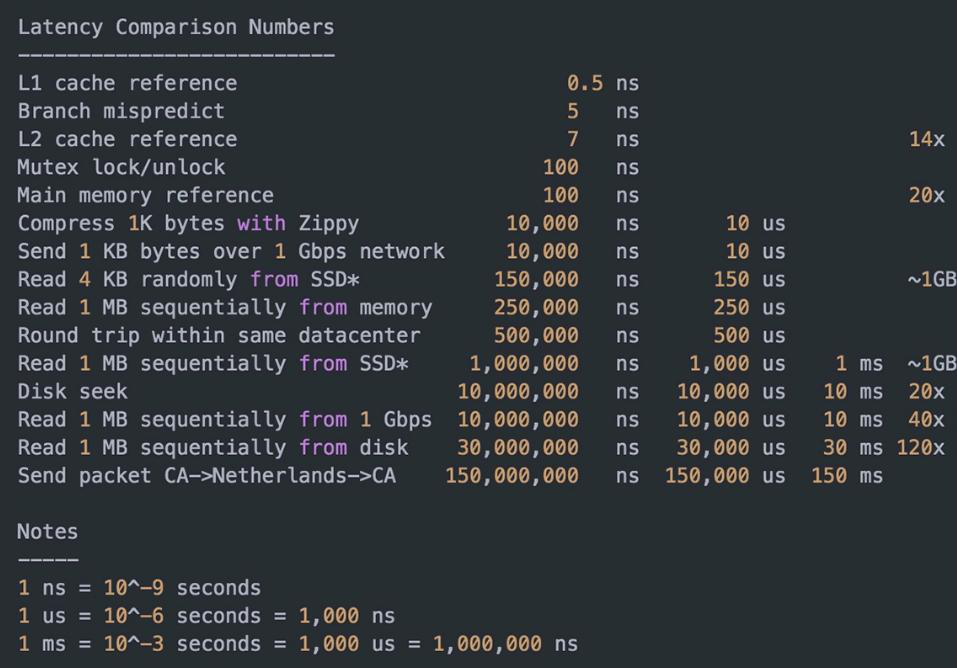 Latency Comparison Numbers
--------------------------
L1 cache reference 0.5 ns
Branch mispredict 5 ns
L2 cache reference 7 ns 14x
Mutex lock/unlock 100 ns
Main memory reference 100 ns 20x
Compress 1K bytes with Zippy 10,000 ns 10 us
Send 1 KB bytes over 1 Gbps network 10,000 ns 10 us
Read 4 KB randomly from SSD* 150,000 ns 150 us ~1GB
Read 1 MB sequentially from memory 250,000 ns 250 us
Round trip within same datacenter 500,000 ns 500 us
Read 1 MB sequentially from SSD* 1,000,000 ns 1,000 us 1 ms ~1GB
Disk seek 10,000,000 ns 10,000 us 10 ms 20x
Read 1 MB sequentially from 1 Gbps 10,000,000 ns 10,000 us 10 ms 40x
Read 1 MB sequentially from disk 30,000,000 ns 30,000 us 30 ms 120x
Send packet CA->Netherlands->CA 150,000,000 ns 150,000 us 150 ms
Notes
-----
1 ns = 10^-9 seconds
1 us = 10^-6 seconds = 1,000 ns
1 ms = 10^-3 seconds = 1,000 us = 1,000,000 ns